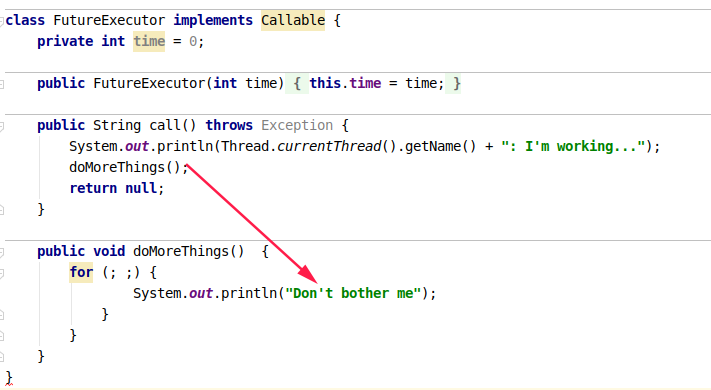 class FutureExecutor implements Callable {
    private int time = 0;
    public FutureExecutor(int time) { this.time = time; }
    public String call() throws Exception {
        System.out.println(Thread.currentThread().getName() + ": I'm working...");
        doMoreThings();
        return null;
    }
    public void doMoreThings()  {
        for (; ;) {
                System.out.println("Don't bother me");
            }
        }
    }
}